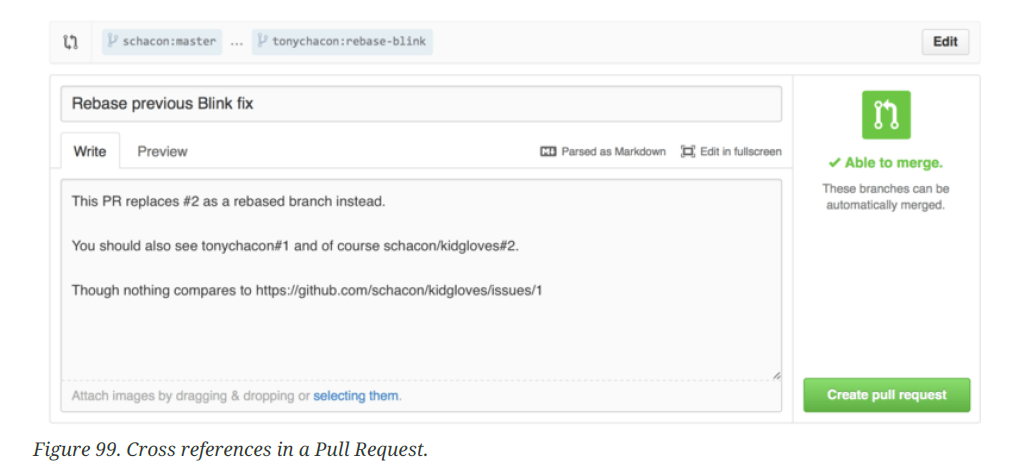 schacon:master ... tonychacon:rebase-blink Edit
Rebase previous Blink fix
Write Preview Parsed as Markdown Edit in fullscreen
This PR replaces #2 as a rebased branch instead.
You should also see tonychacon#1 and of course schacon/kidgloves#2.
Though nothing compares to https://github.com/schacon/kidgloves/issues/1
Attach images by dragging & dropping or selecting them.
✓ Able to merge.
These branches can be
automatically merged.
Create pull request
Figure 99. Cross references in a Pull Request.